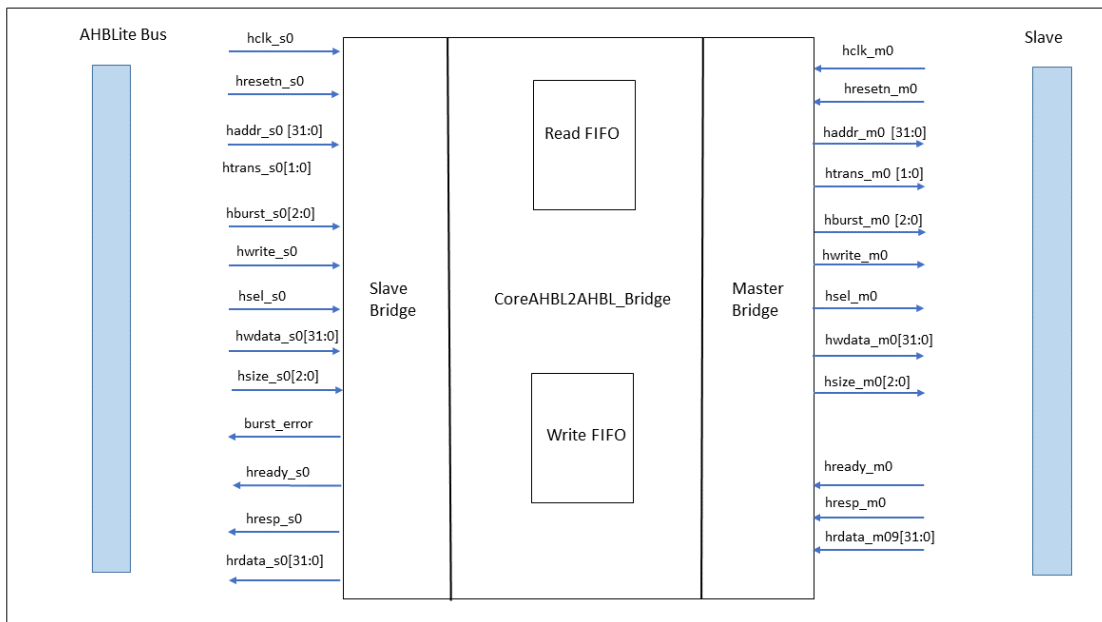 AHBLite Bus
hclk_s0
hresetn_s0
haddr_s0 [31:0]
htrans_s0[1:0]
hburst_s0[2:0]
hwrite_s0
hsel_s0
hwdata_s0[31:0]
hsize_s0[2:0]
burst_error
hready_s0
hresp_s0
hrdata_s0[31:0]
Slave
Bridge
Read FIFO
CoreAHBL2AHBL_Bridge
Write FIFO
Master
Bridge
hclk_m0
hresetn_m0
haddr_m0 [31:0]
htrans_m0 [1:0]
hburst_m0 [2:0]
hwrite_m0
hsel_m0
hwdata_m0[31:0]
hsize_m0[2:0]
hready_m0
hresp_m0
hrdata_m09[31:0]
Slave